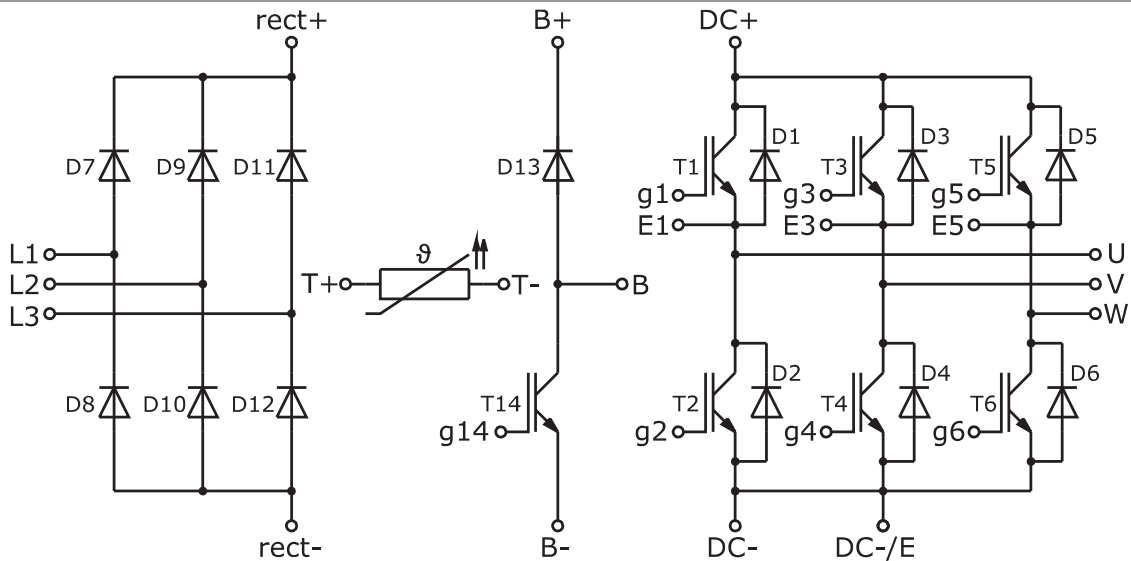 rect+ B+ DC+
D7 D9 D11 D13 T1 D1 T3 D3 T5 D5
g1 g3 g5
E1 E3 E5
L1 U
ϑ
L2 T+ T- B V
L3 W
D8 D10 D12 T14 T2 D2 T4 D4 T6 D6
g14 g2 g4 g6
rect- B- DC- DC-/E